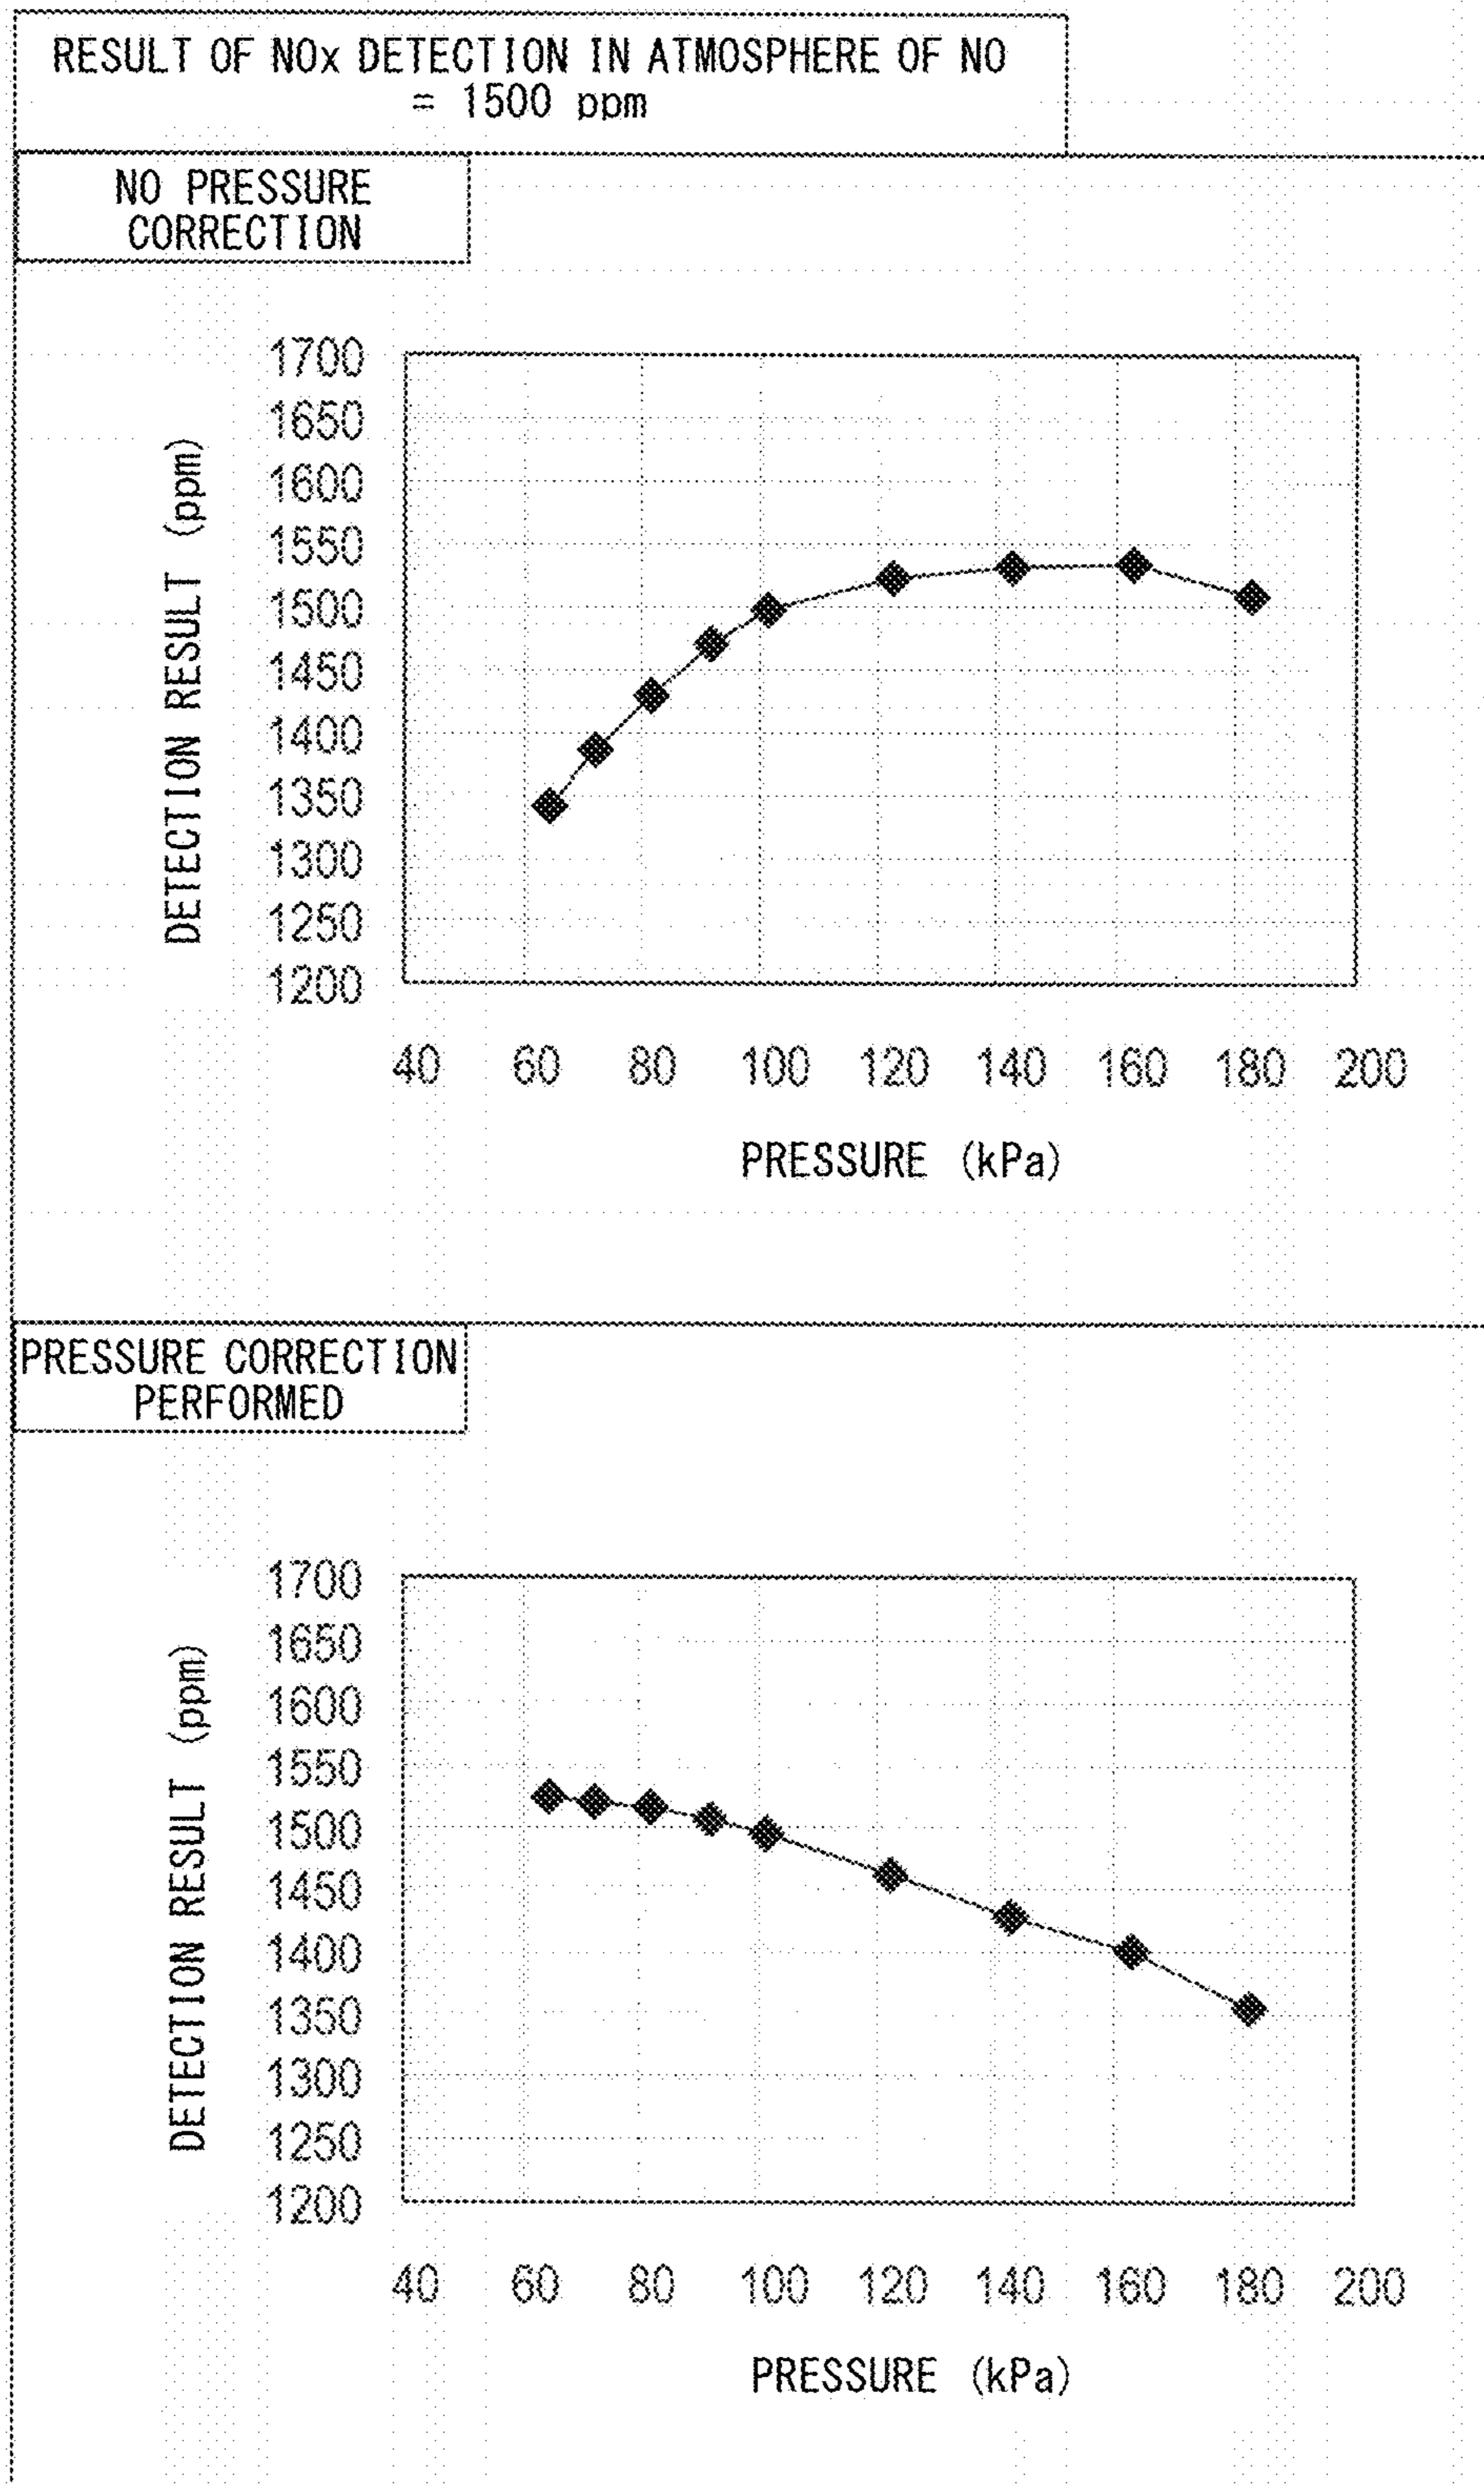 RESULT OF NOx DETECTION IN ATMOSPHERE OF NO
= 1500 ppm
NO PRESSURE
CORRECTION
DETECTION RESULT (ppm)
1700
1650
1600
1550
1500
1450
1400
1350
1300
1250
1200
40 60 80 100 120 140 160 180 200
PRESSURE (kPa)
PRESSURE CORRECTION
PERFORMED
DETECTION RESULT (ppm)
1700
1650
1600
1550
1500
1450
1400
1350
1300
1250
1200
40 60 80 100 120 140 160 180 200
PRESSURE (kPa)